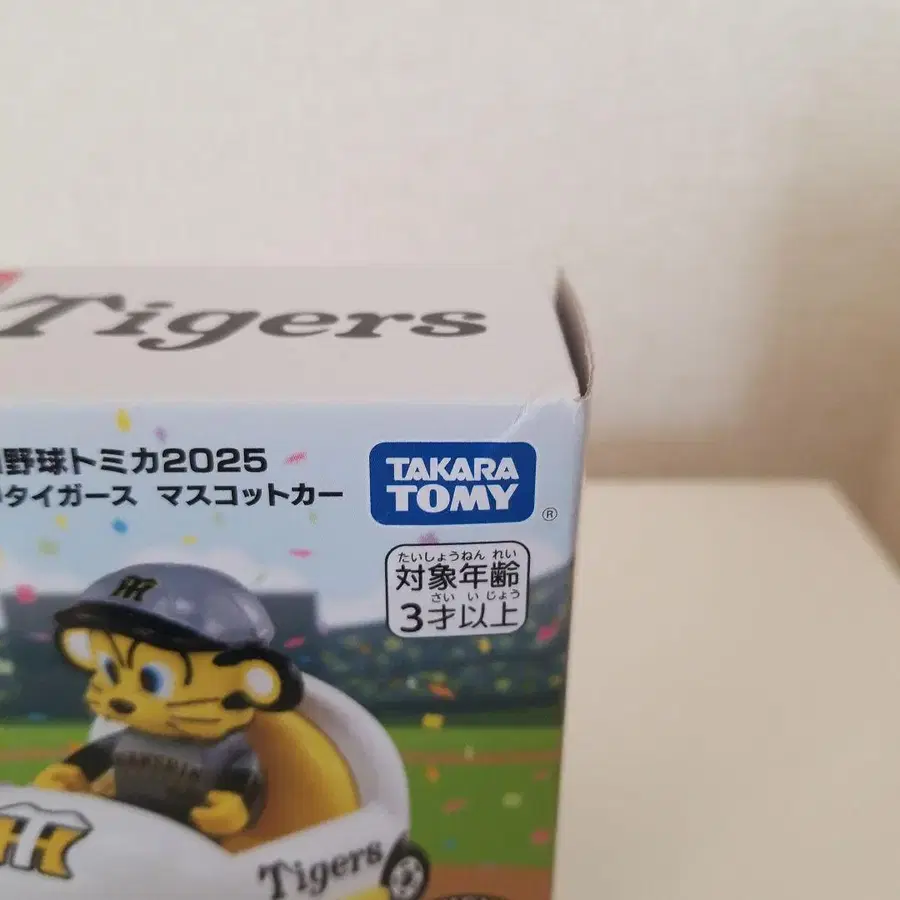 Tigers
野球トミカ2025
タイガース マスコットカー
TAKARA
TOMY
®
たいしょうねん れい
対象年齢
さい い じょう
3才以上
TH
Tigers